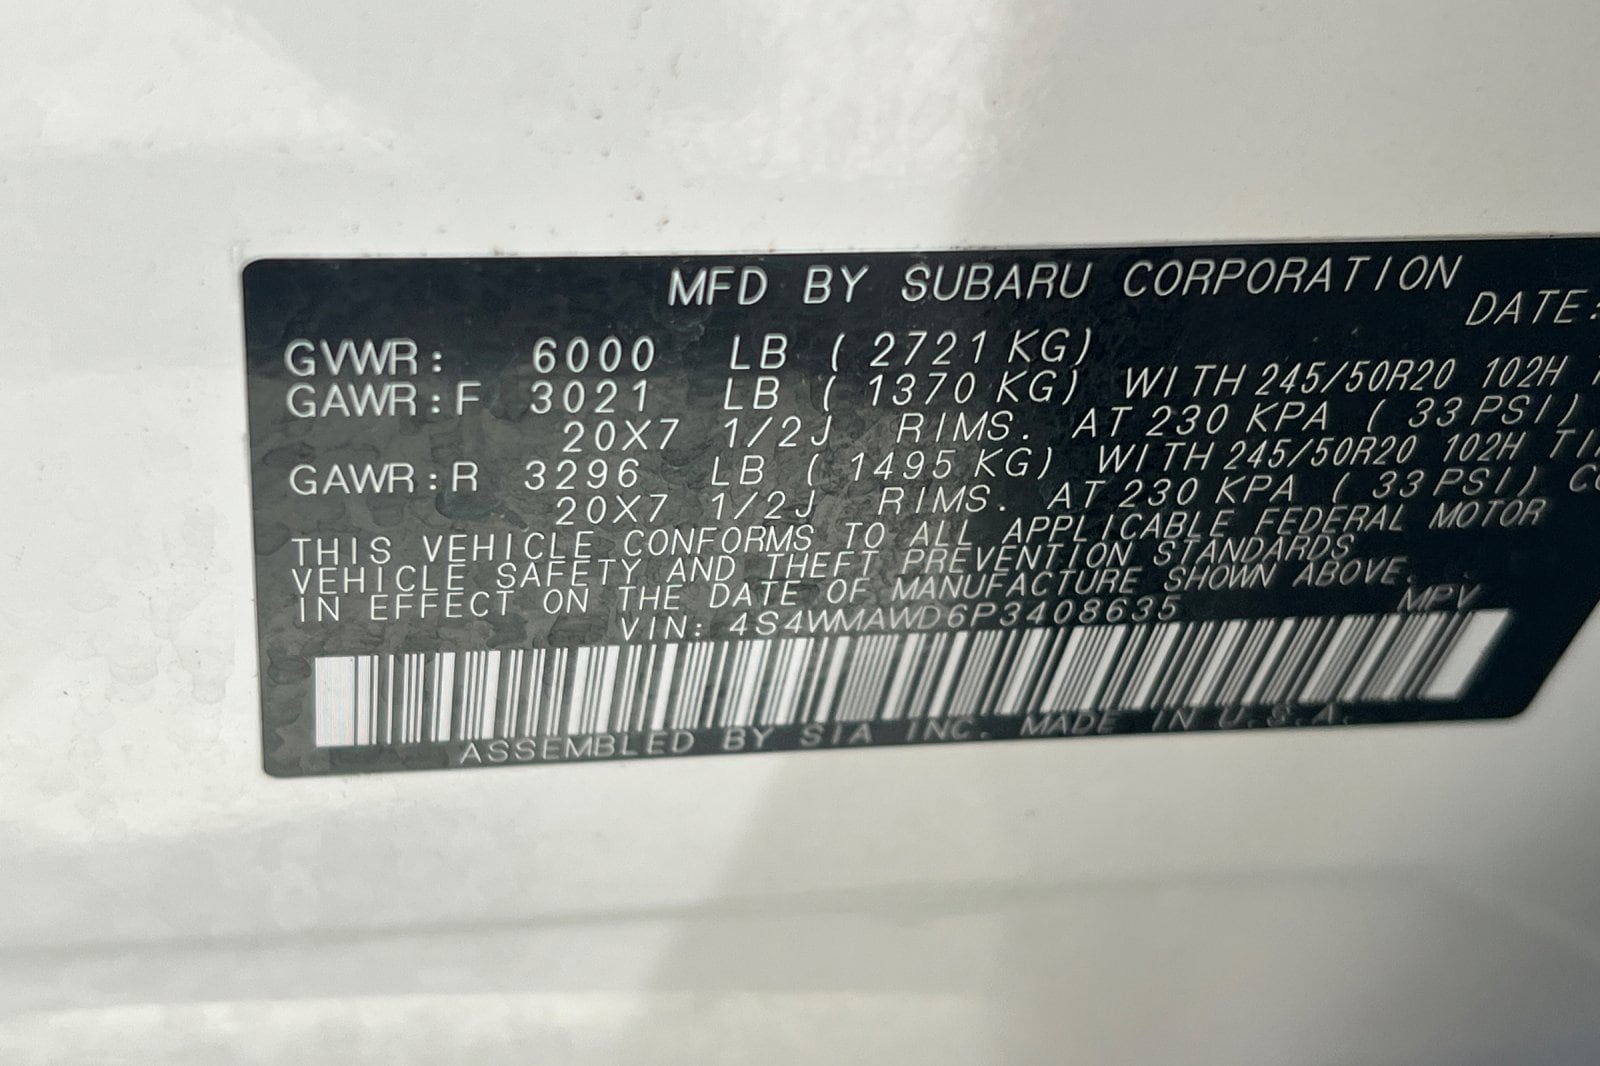 MFD BY SUBARU CORPORATION
DATE:
GVWR: 6000 LB ( 2721 KG)
GAWR:F 3021 LB ( 1370 KG) WITH 245/50R20 102H
20X7 1/2J RIMS. AT 230 KPA ( 33 PSI)
GAWR:R 3296 LB ( 1495 KG) WITH 245/50R20 102H
20X7 1/2J RIMS. AT 230 KPA ( 33 PSI)
THIS VEHICLE CONFORMS TO ALL APPLICABLE FEDERAL MOTOR
VEHICLE SAFETY AND THEFT PREVENTION STANDARDS
IN EFFECT ON THE DATE OF MANUFACTURE SHOWN ABOVE.
VIN: 4S4WMAWD6P3408635 MPV
ASSEMBLED BY SIA INC. MADE IN U.S.A.